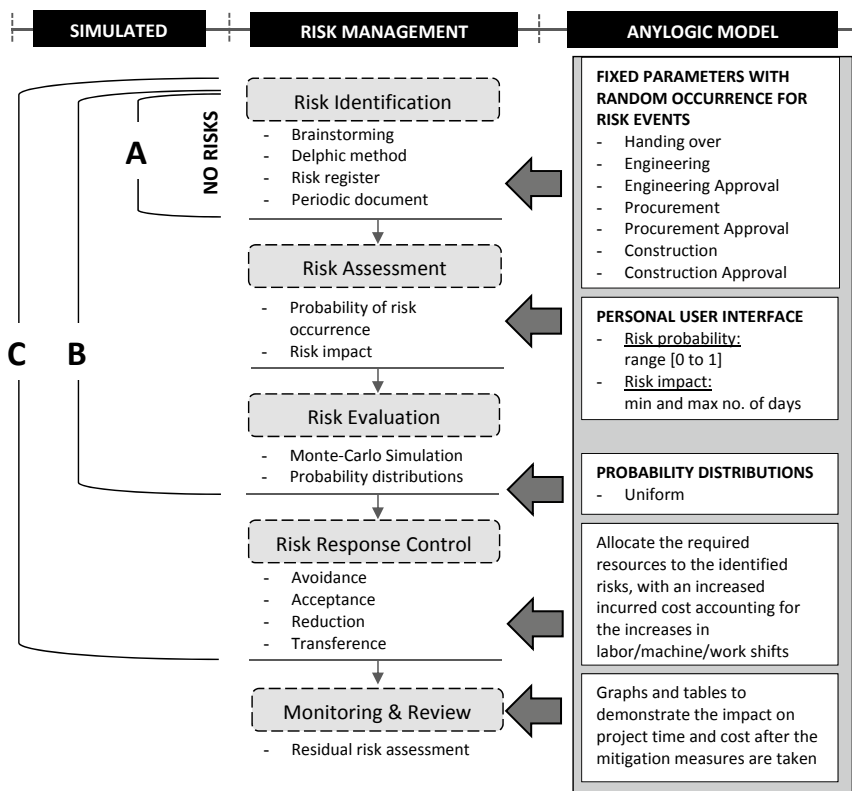 SIMULATED
RISK MANAGEMENT
ANYLOGIC MODEL
A
NO RISKS
B
C
Risk Identification
- Brainstorming
- Delphic method
- Risk register
- Periodic document
Risk Assessment
- Probability of risk
occurrence
- Risk impact
Risk Evaluation
- Monte-Carlo Simulation
- Probability distributions
Risk Response Control
- Avoidance
- Acceptance
- Reduction
- Transference
Monitoring & Review
- Residual risk assessment
FIXED PARAMETERS WITH
RANDOM OCCURRENCE FOR
RISK EVENTS
- Handing over
- Engineering
- Engineering Approval
- Procurement
- Procurement Approval
- Construction
- Construction Approval
PERSONAL USER INTERFACE
- Risk probability:
range [0 to 1]
- Risk impact:
min and max no. of days
PROBABILITY DISTRIBUTIONS
- Uniform
Allocate the required
resources to the identified
risks, with an increased
incurred cost accounting for
the increases in
labor/machine/work shifts
Graphs and tables to
demonstrate the impact on
project time and cost after the
mitigation measures are taken